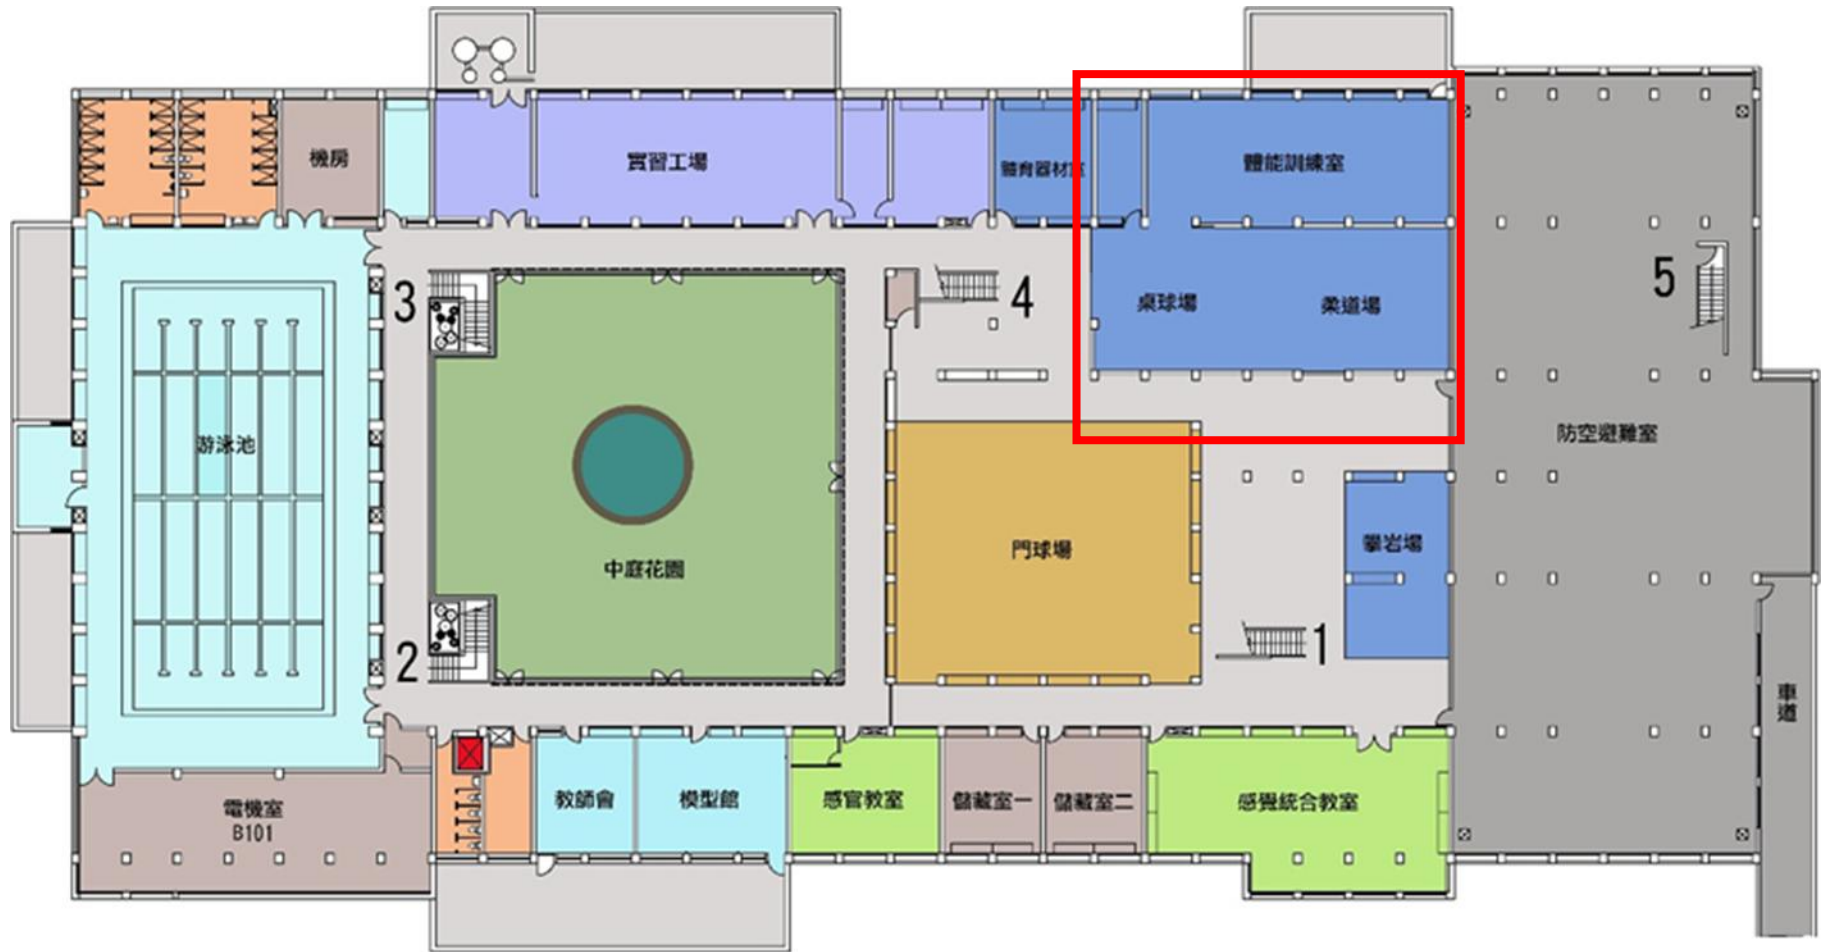 機房
實習工場
體育器材室
體能訓練室
3
4
桌球場
柔道場
5
游泳池
防空避難室
中庭花園
門球場
攀岩場
2
1
車道
電機室
B101
教師會
模型館
感官教室
儲藏室一
儲藏室二
感覺統合教室